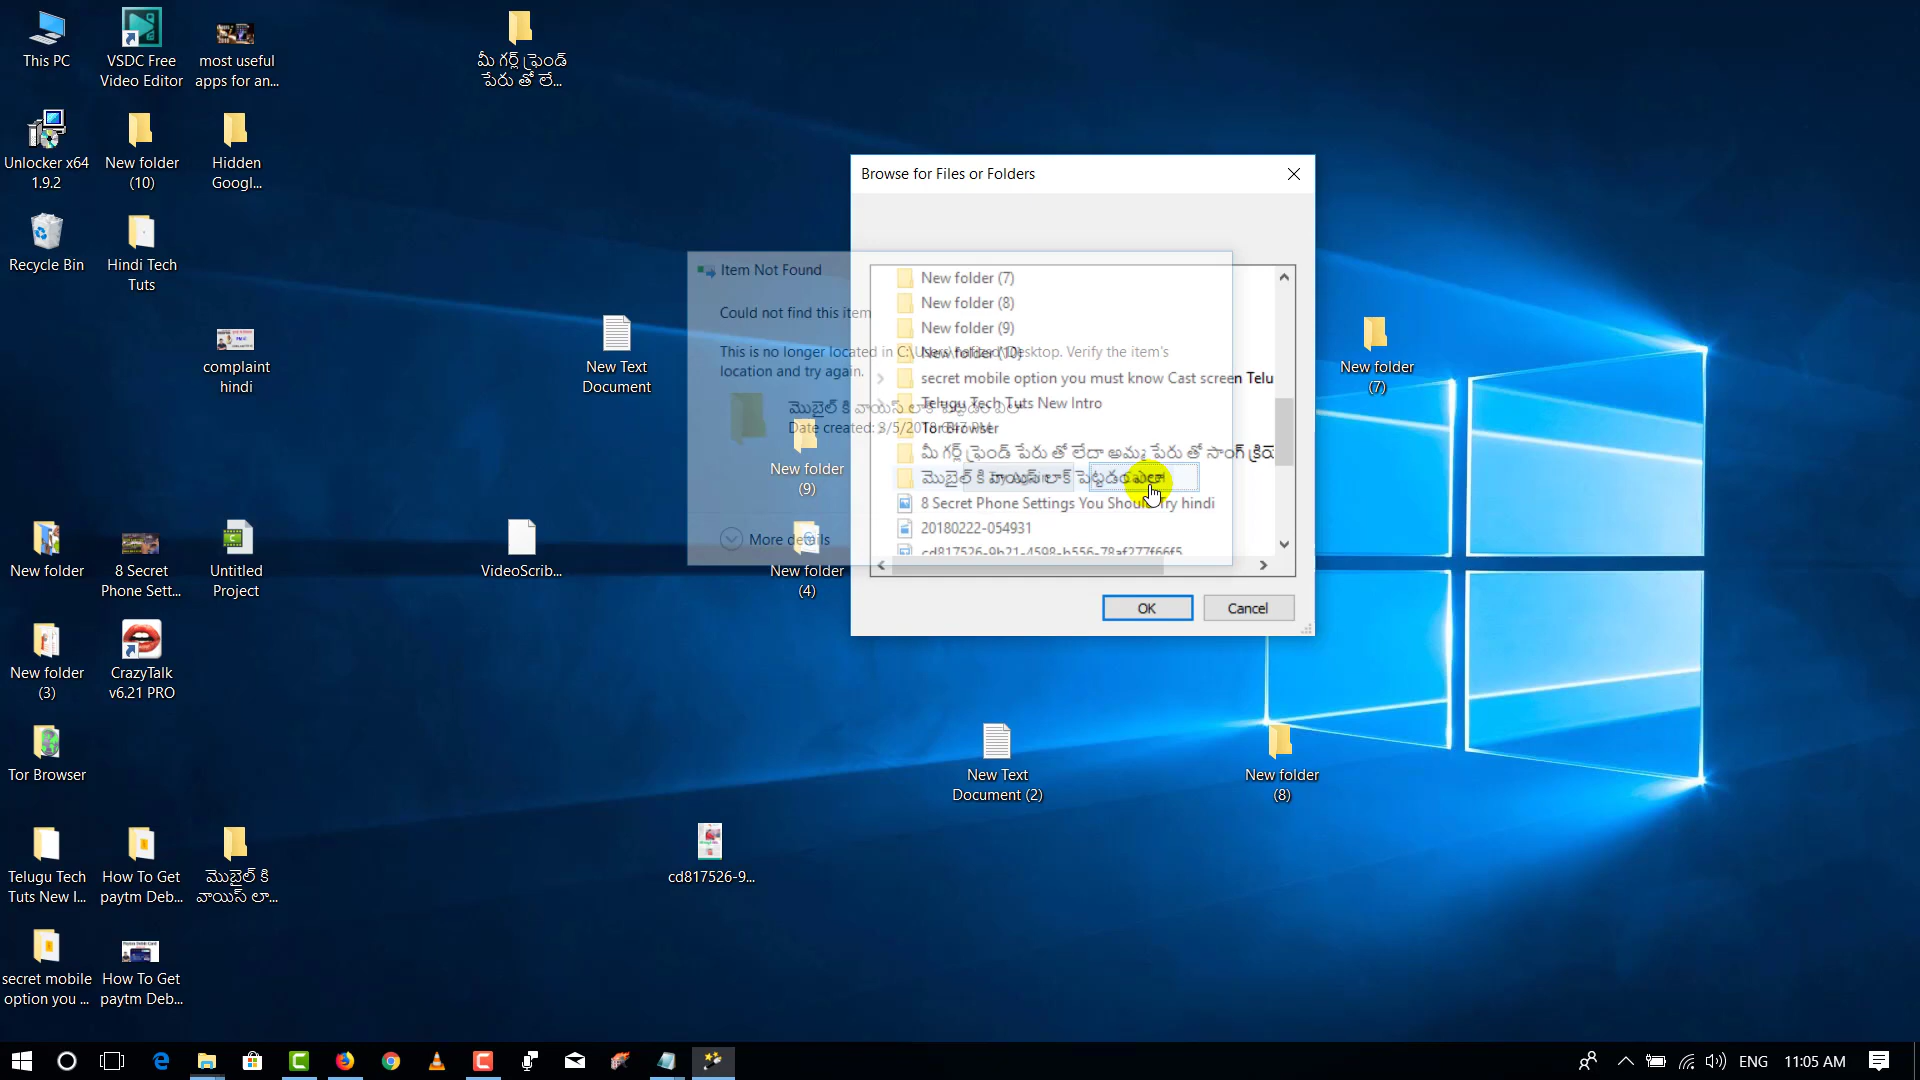 This PC
VSDC Free
Video Editor
most useful
apps for an...
మీ గర్ల్ ఫ్రెండ్
పేరు తో లే...
Unlocker x64
1.9.2
New folder
(10)
Hidden
Googl...
Recycle Bin
Hindi Tech
Tuts
complaint
hindi
New Text
Document
New folder
(7)
Browse for Files or Folders
Item Not Found
Could not find this item
This is no longer located in C:\Users\ Desktop. Verify the item's
location and try again.
మొబైల్ కి వాయిస్ లాక్ పెట్టడం ఎలా
Date created: 3/5/2018
More details
New folder (7)
New folder (8)
New folder (9)
New folder (10)
secret mobile option you must know Cast screen Telu
Telugu Tech Tuts New Intro
Tor Browser
మీ గర్ల్ ఫ్రెండ్ పేరు తో లేదా అమ్మ పేరు తో సాంగ్ క్రియే
మొబైల్ కి వాయిస్ లాక్ పెట్టడం ఎలా
8 Secret Phone Settings You Should Try hindi
20180222-054931
cd817526-9b21-4598-b556-78af277f66f5
OK
Cancel
New folder
(9)
New folder
8 Secret
Phone Sett...
Untitled
Project
VideoScrib...
New folder
(4)
New folder
(3)
CrazyTalk
v6.21 PRO
Tor Browser
New Text
Document (2)
New folder
(8)
Telugu Tech
Tuts New I...
How To Get
paytm Deb...
మొబైల్ కి
వాయిస్ లా...
cd817526-9...
secret mobile
option you ...
How To Get
paytm Deb...
ENG
11:05 AM